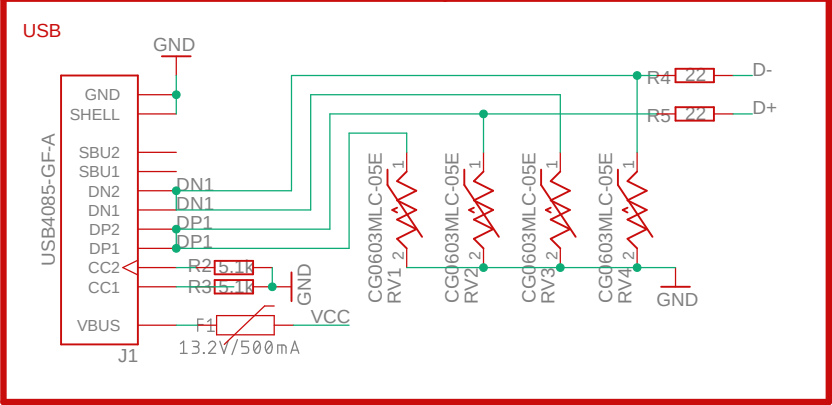 USB
GND
GND
SHELL
SBU2
SBU1
DN2
DN1
DP2
DP1
CC2
CC1
VBUS
USB4085-GF-A
J1
DN1
DN1
DP1
DP1
R2 5.1k
R3 5.1k
GND
F1
VCC
13.2V/500mA
1
CG0603MLC-05E
RV1
2
1
CG0603MLC-05E
RV2
2
1
CG0603MLC-05E
RV3
2
1
CG0603MLC-05E
RV4
2
GND
R4 22 D-
R5 22 D+